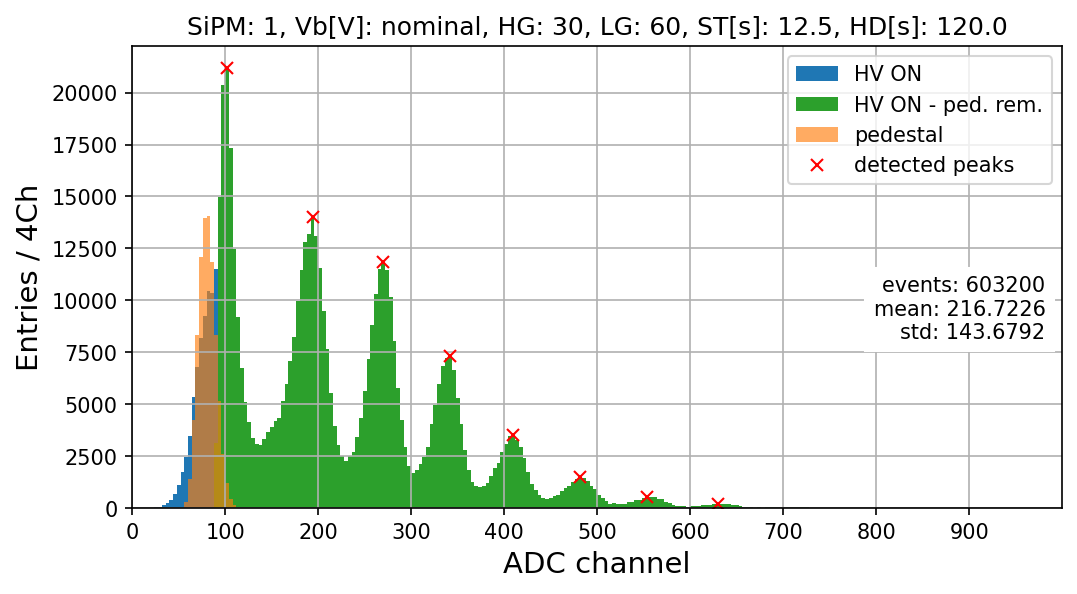 SiPM: 1, Vb[V]: nominal, HG: 30, LG: 60, ST[s]: 12.5, HD[s]: 120.0
HV ON
HV ON - ped. rem.
pedestal
detected peaks
events: 603200
mean: 216.7226
std: 143.6792
Entries / 4Ch
20000
17500
15000
12500
10000
7500
5000
2500
0
0 100 200 300 400 500 600 700 800 900
ADC channel